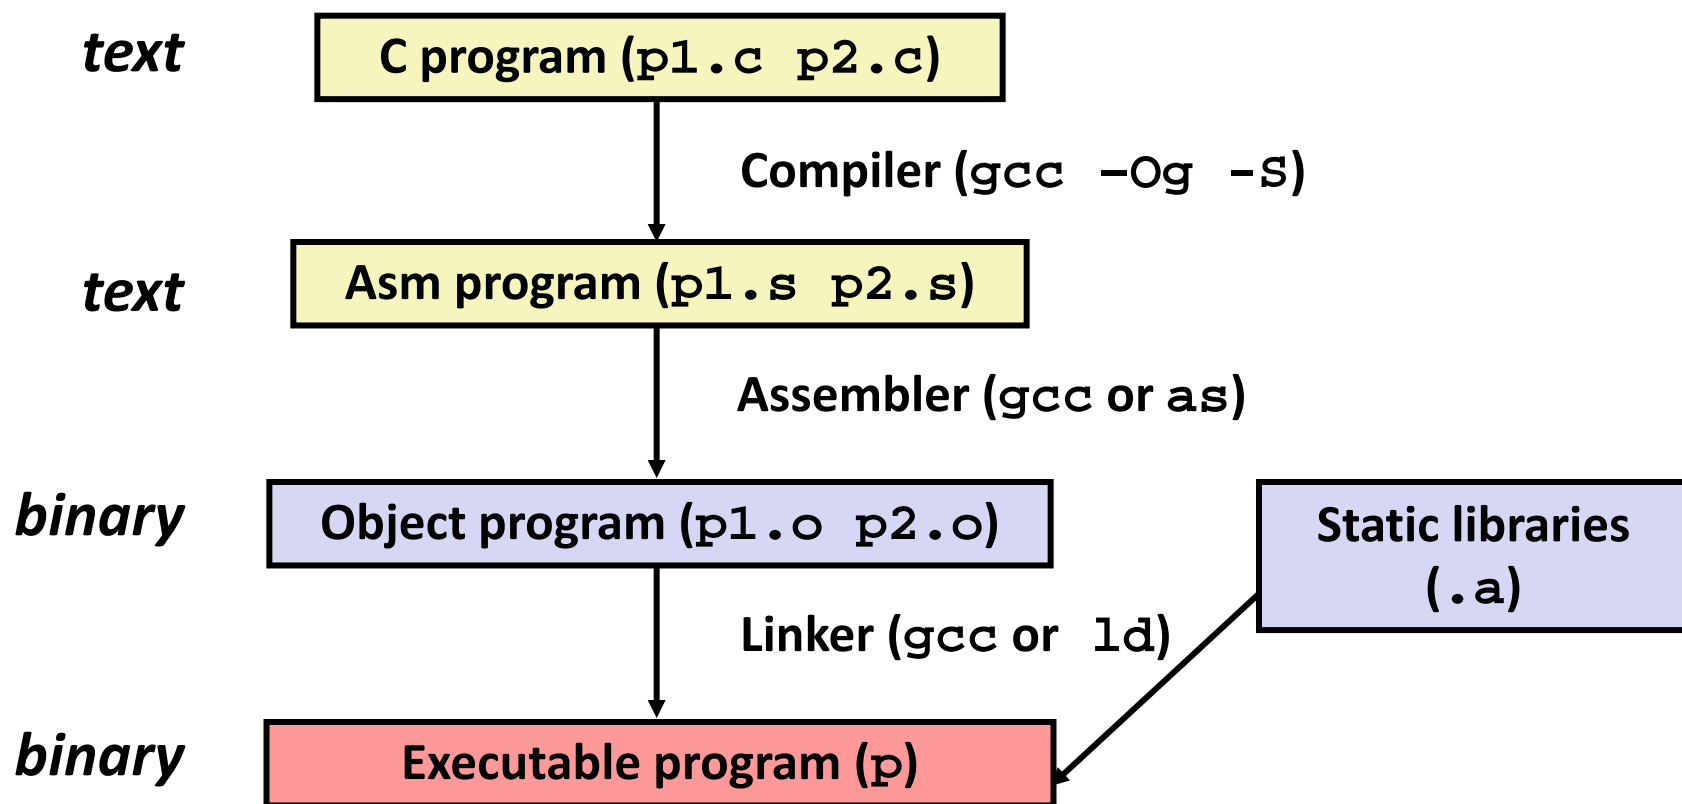 text
C program (p1.c p2.c)
Compiler (gcc –Og -S)
text
Asm program (p1.s p2.s)
Assembler (gcc or as)
binary
Object program (p1.o p2.o)
Static libraries
(.a)
Linker (gcc or ld)
binary
Executable program (p)